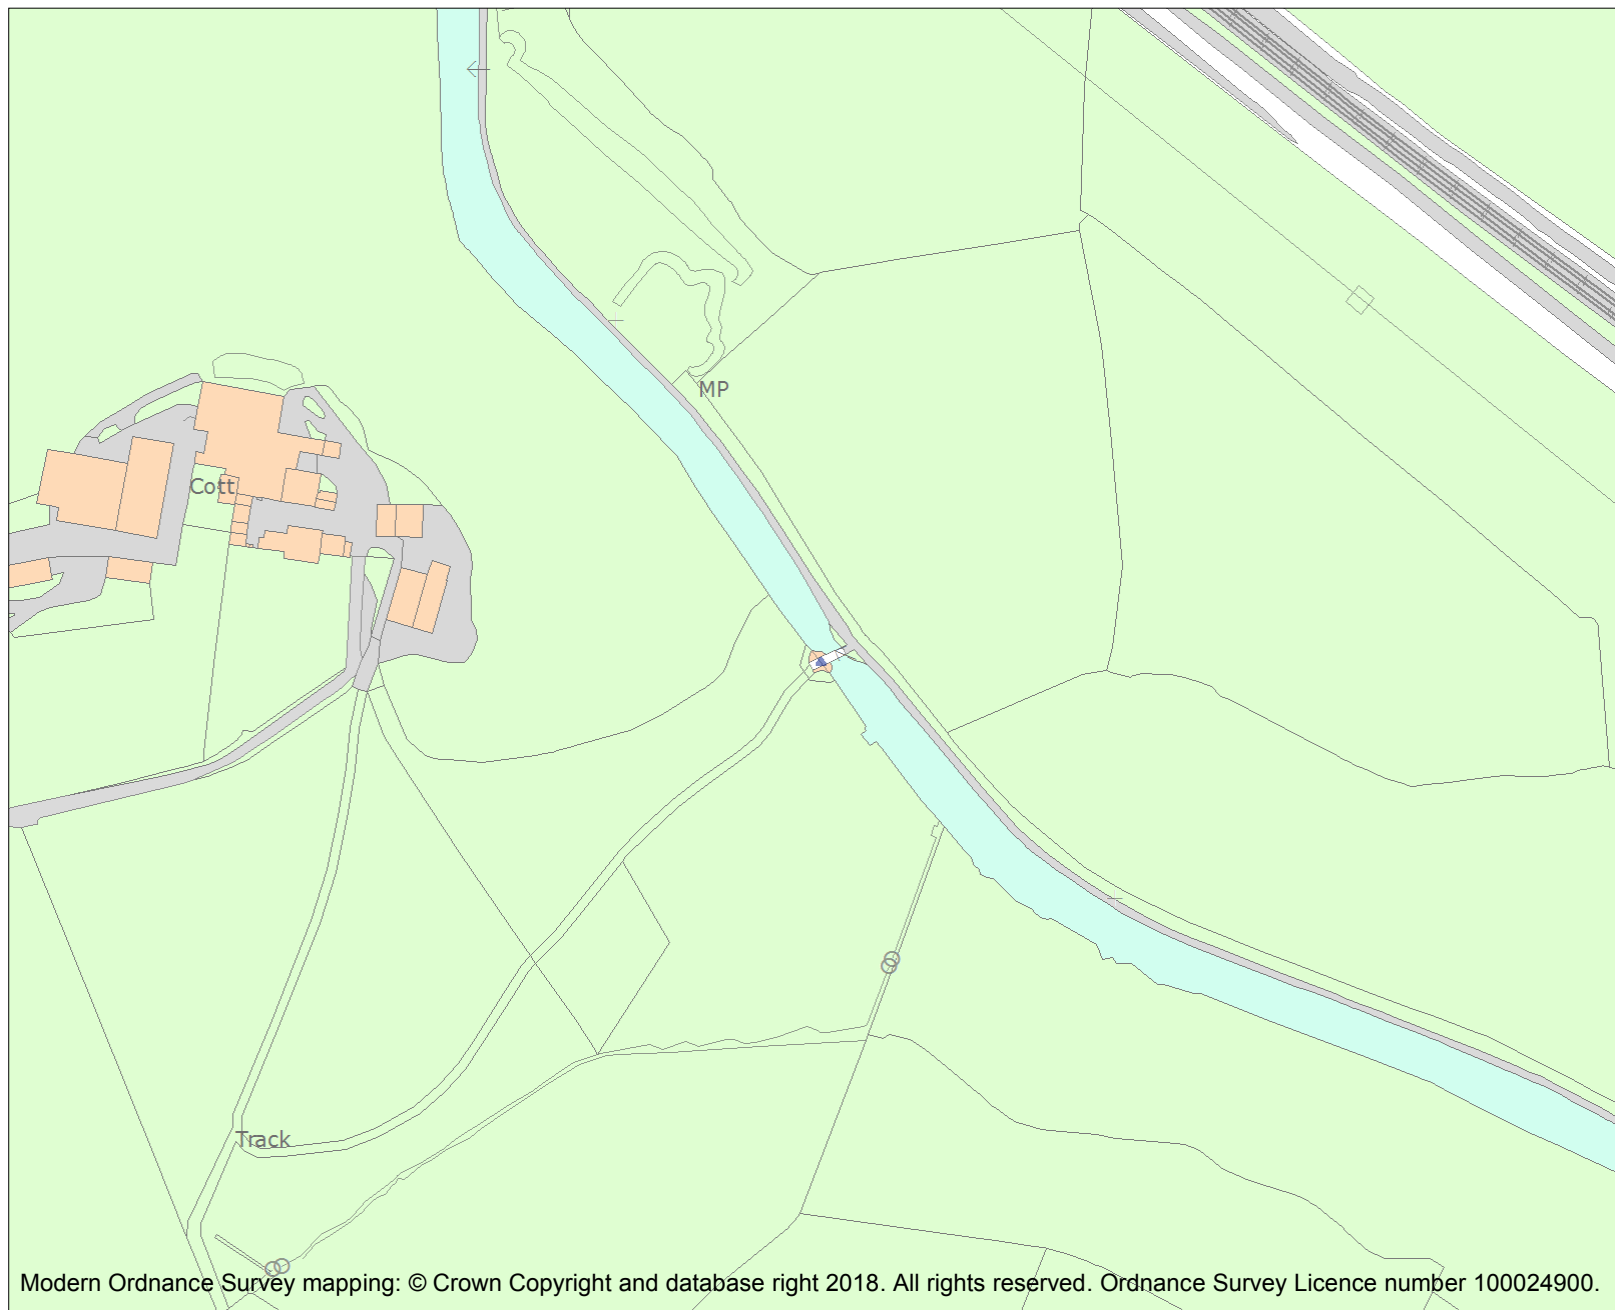 MP
Cott
Track
Modern Ordnance Survey mapping: © Crown Copyright and database right 2018. All rights reserved. Ordnance Survey Licence number 100024900.